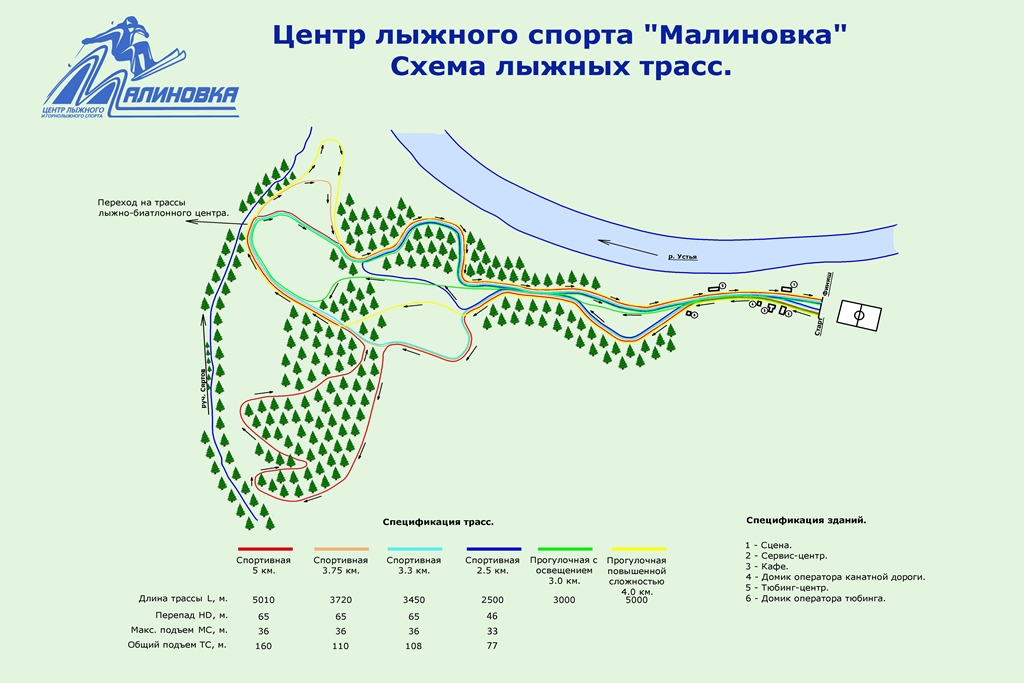 Центр лыжного спорта "Малиновка"
Схема лыжных трасс.
Малиновка
ЦЕНТР ЛЫЖНОГО
И ГОРНОЛЫЖНОГО СПОРТА
Переход на трассы
лыжно-биатлонного центра.
р. Устья
Финиш
Старт
руч. Сяртов
Спецификация трасс.
Спортивная
5 км.
Спортивная
3.75 км.
Спортивная
3.3 км.
Спортивная
2.5 км.
Прогулочная с
освещением
3.0 км.
Прогулочная
повышенной
сложностью
4.0 км.
Длина трассы L, м. 5010 3720 3450 2500 3000 5000
Перепад HD, м. 65 65 65 46
Макс. подъем MC, м. 36 36 36 33
Общий подъем TC, м. 160 110 108 77
Спецификация зданий.
1 - Сцена.
2 - Сервис-центр.
3 - Кафе.
4 - Домик оператора канатной дороги.
5 - Тюбинг-центр.
6 - Домик оператора тюбинга.